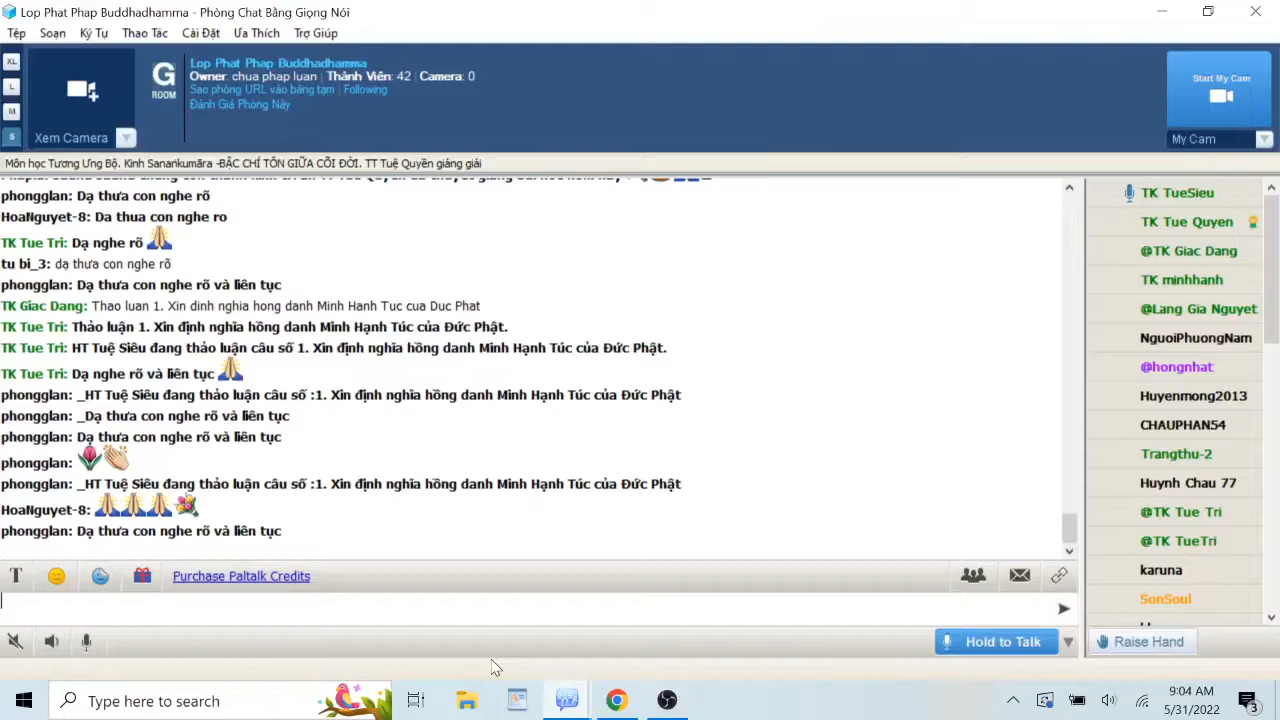 Lop Phat Phap Buddhadhamma - Phòng Chat Bằng Giọng Nói
Tệp Soạn Ký Tự Thao Tác Cài Đặt Ưa Thích Trợ Giúp
XL
L
M
S
Xem Camera
G
ROOM
Lop Phat Phap Buddhadhamma
Owner: chua phap luan | Thành Viên: 42 | Camera: 0
Sao phòng URL vào bảng tạm | Following
Đánh Giá Phòng Này
Start My Cam
My Cam
Môn học Tương Ưng Bộ. Kinh Sanankumāra -BẬC CHÍ TÔN GIỮA CÕI ĐỜI. TT Tuệ Quyền giảng giải
phongglan: Dạ thưa con nghe rõ
HoaNguyet-8: Da thua con nghe ro
TK Tue Tri: Dạ nghe rõ
tu bi_3: dạ thưa con nghe rõ
phongglan: Dạ thưa con nghe rõ và liên tục
TK Giac Dang: Thao luan 1. Xin dinh nghia hong danh Minh Hanh Tuc cua Duc Phat
TK Tue Tri: Thảo luận 1. Xin định nghĩa hồng danh Minh Hạnh Túc của Đức Phật.
TK Tue Tri: HT Tuệ Siêu đang thảo luận câu số 1. Xin định nghĩa hồng danh Minh Hạnh Túc của Đức Phật.
TK Tue Tri: Dạ nghe rõ và liên tục
phongglan: _HT Tuệ Siêu đang thảo luận câu số :1. Xin định nghĩa hồng danh Minh Hạnh Túc của Đức Phật
phongglan: _Dạ thưa con nghe rõ và liên tục
phongglan: Dạ thưa con nghe rõ và liên tục
phongglan:
phongglan: _HT Tuệ Siêu đang thảo luận câu số :1. Xin định nghĩa hồng danh Minh Hạnh Túc của Đức Phật
HoaNguyet-8:
phongglan: Dạ thưa con nghe rõ và liên tục
TK TueSieu
TK Tue Quyen
@TK Giac Dang
TK minhhanh
@Lang Gia Nguyet
NguoiPhuongNam
@hongnhat
Huyenmong2013
CHAUPHAN54
Trangthu-2
Huynh Chau 77
@TK Tue Tri
@TK TueTri
karuna
SonSoul
T Purchase Paltalk Credits
Hold to Talk
Raise Hand
Type here to search
9:04 AM
5/31/2022
3